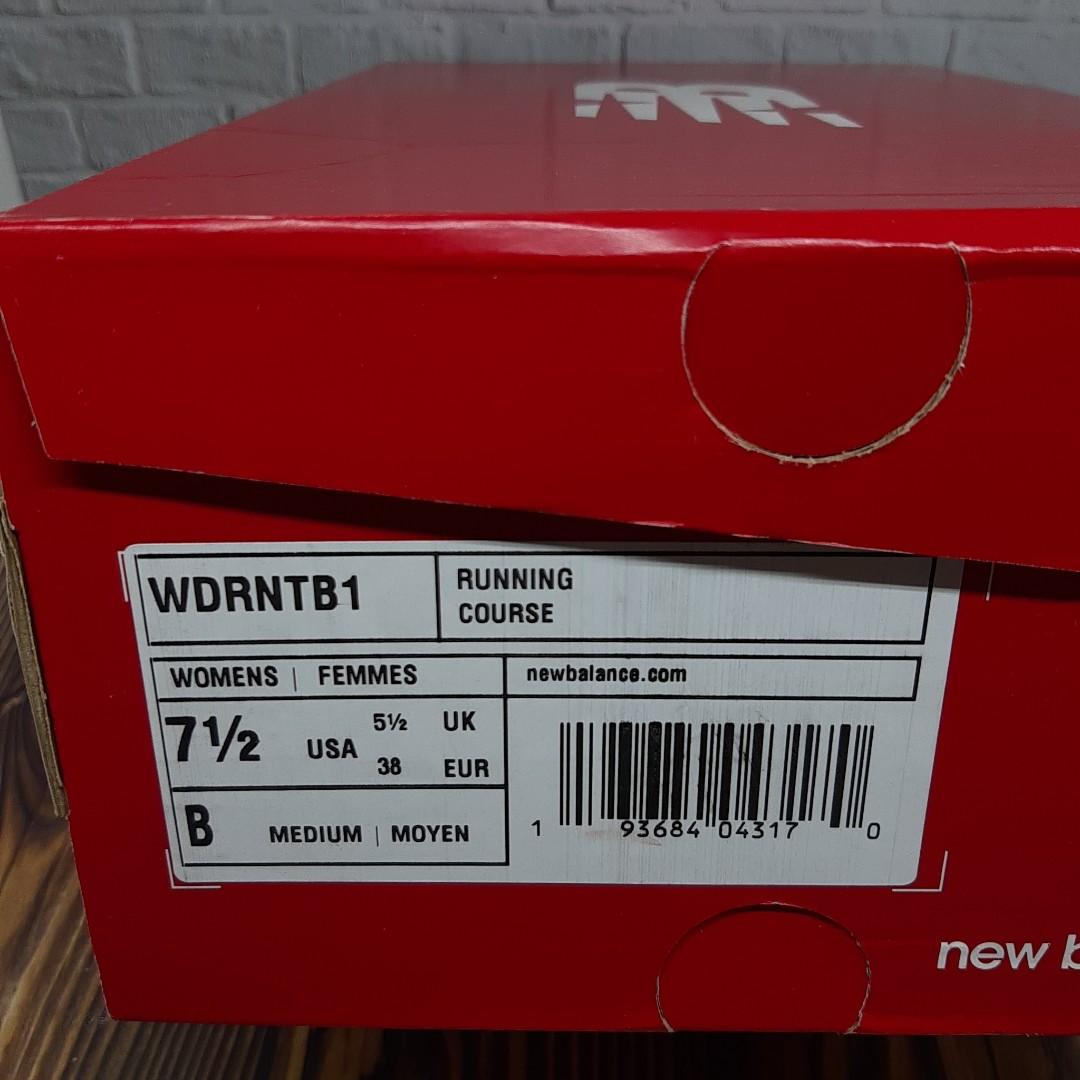 WDRNTB1
RUNNING
COURSE
WOMENS | FEMMES
newbalance.com
7½ USA 5½ UK
38 EUR
B MEDIUM | MOYEN
1 93684 04317 0
new b